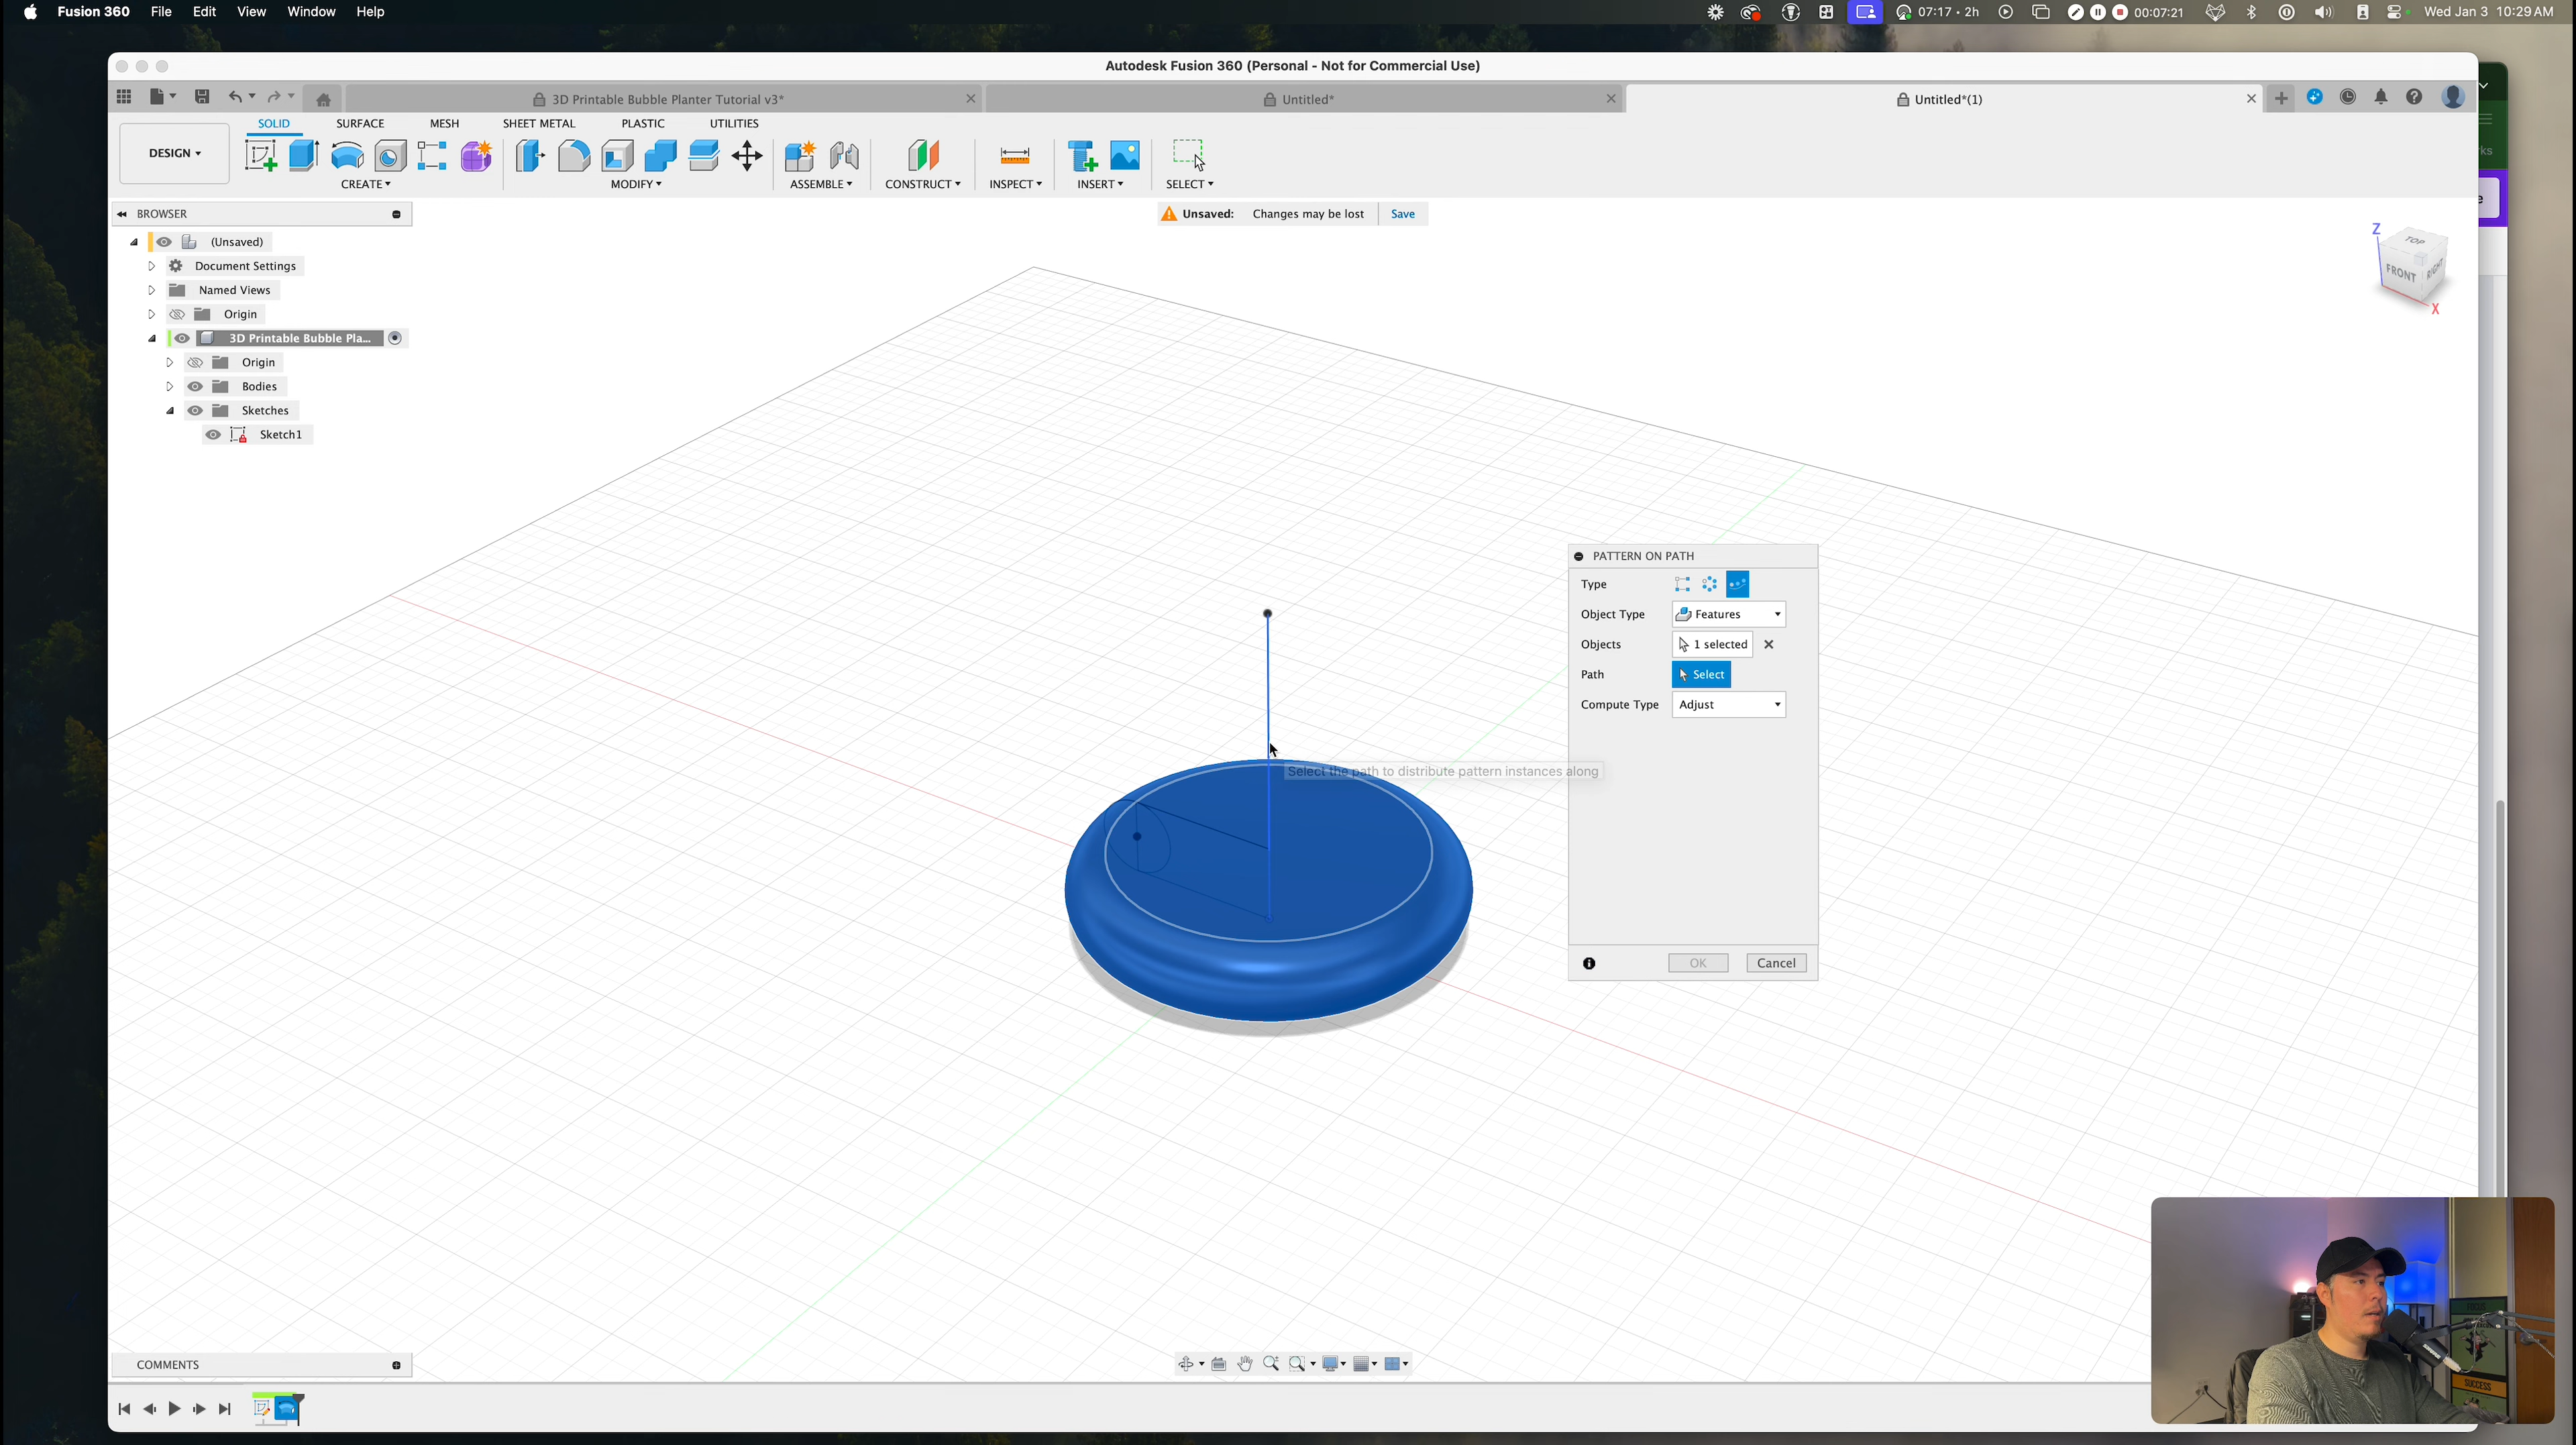 Fusion 360 File Edit View Window Help 07:17 • 2h 00:07:21 Wed Jan 3 10:29 AM
Autodesk Fusion 360 (Personal - Not for Commercial Use)
3D Printable Bubble Planter Tutorial v3* Untitled* Untitled*(1)
SOLID SURFACE MESH SHEET METAL PLASTIC UTILITIES
DESIGN
CREATE MODIFY ASSEMBLE CONSTRUCT INSPECT INSERT SELECT
BROWSER
Unsaved: Changes may be lost Save
(Unsaved)
Document Settings
Named Views
Origin
3D Printable Bubble Pla...
Origin
Bodies
Sketches
Sketch1
Z
TOP
FRONT RIGHT
X
PATTERN ON PATH
Type
Object Type Features
Objects 1 selected
Path Select
Compute Type Adjust
Select the path to distribute pattern instances along
OK Cancel
COMMENTS
FOCUS
SUCCESS